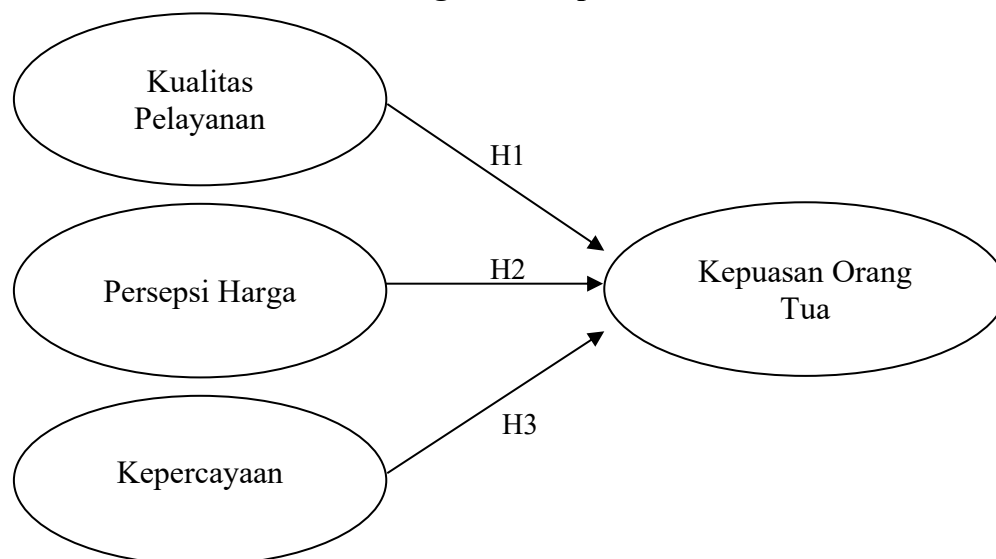 Kualitas
Pelayanan
H1
Persepsi Harga
H2
Kepuasan Orang
Tua
Kepercayaan
H3